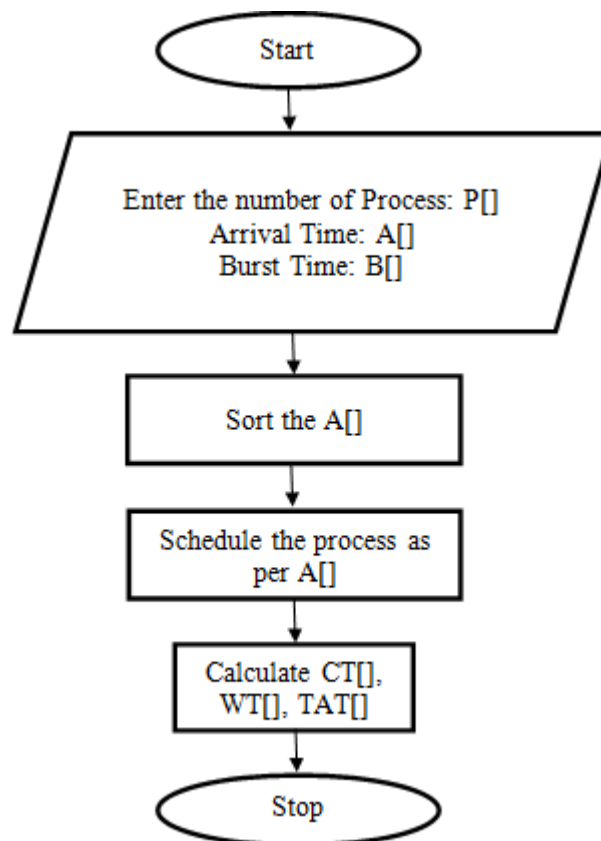 Start
Enter the number of Process: P[]
Arrival Time: A[]
Burst Time: B[]
Sort the A[]
Schedule the process as
per A[]
Calculate CT[],
WT[], TAT[]
Stop